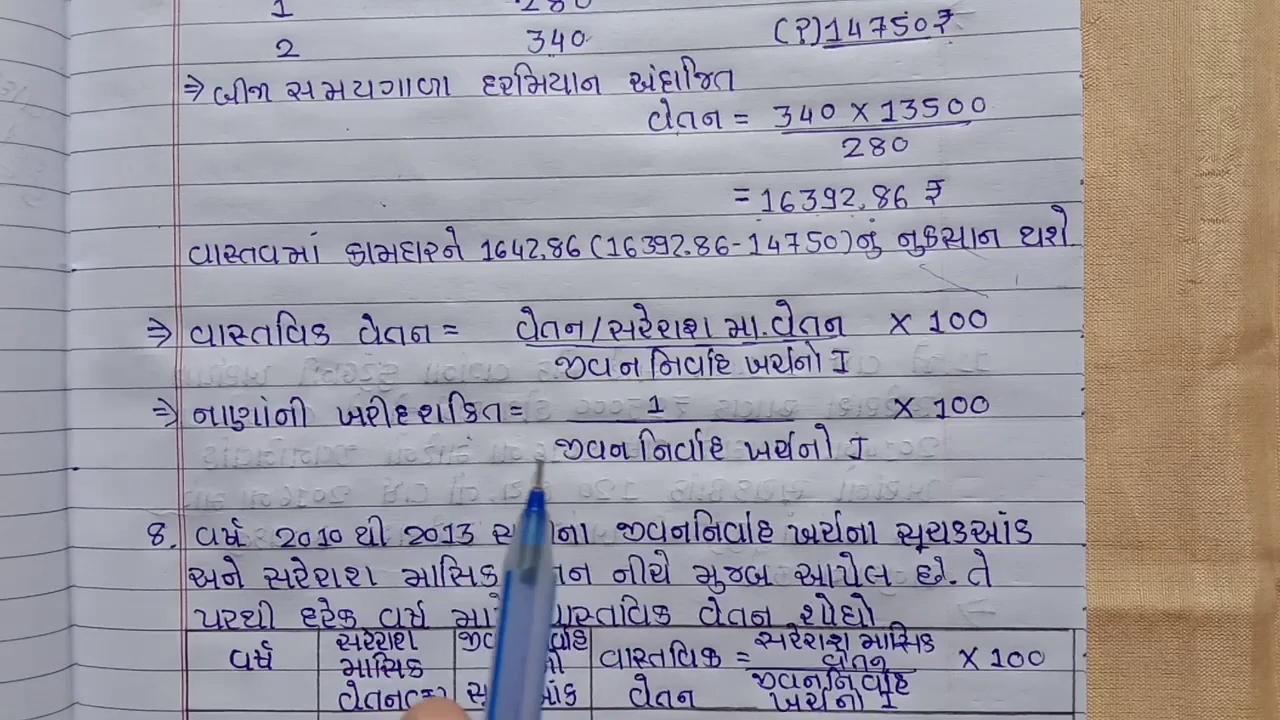 1 280
2 340 (?) 14750₹
⇒ બીજા સમયગાળા દરમિયાન અંદાજિત
વેતન = 340 × 13500
280
= 16392.86 ₹
વાસ્તવમાં કામદારને 1642.86 (16392.86-14750)નું નુકસાન થશે
⇒ વાસ્તવિક વેતન = વેતન/સરેરાશ મા.વેતન × 100
જીવનનિર્વાહ ખર્ચનો I
⇒ નાણાંની ખરીદશકિત = 1 × 100
જીવનનિર્વાહ ખર્ચનો I
8. વર્ષ 2010 થી 2013 જીવનનિર્વાહ ખર્ચના સૂચકઆંક
અને સરેરાશ માસિક નીચે મુજબ આપેલ છે. તે
પરથી દરેક વર્ષ વાસ્તવિક વેતન શોધો
વર્ષ
સરેરાશ
માસિક
વેતન
વાસ્તવિક = સરેરાશ માસિક વેતન × 100
વેતન જીવનનિર્વાહ ખર્ચનો I